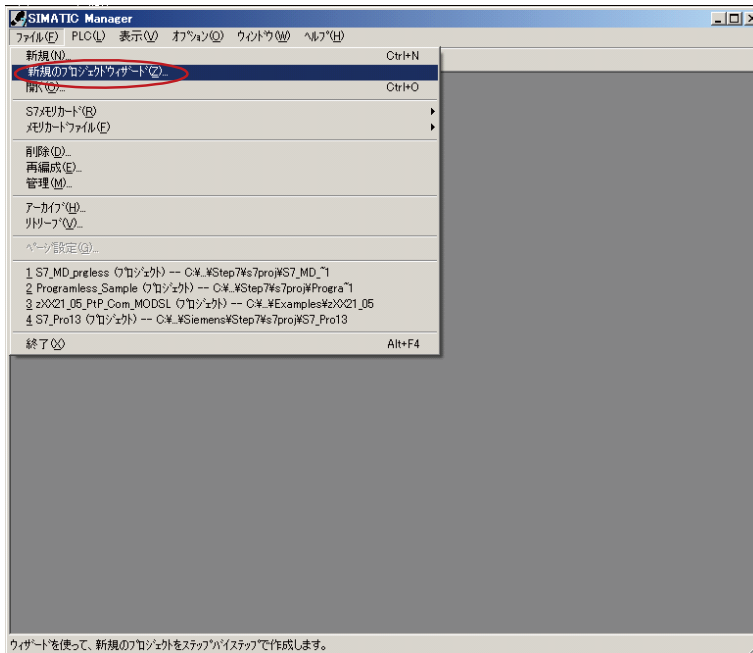 SIMATIC Manager
ﾌｧｲﾙ(F) PLC(L) 表示(V) ｵﾌﾟｼｮﾝ(O) ｳｨﾝﾄﾞｳ(W) ﾍﾙﾌﾟ(H)
新規(N)... Ctrl+N
新規のﾌﾟﾛｼﾞｪｸﾄｳｨｻﾞｰﾄﾞ(Z)...
開く(O)... Ctrl+O
S7ﾒﾓﾘｶｰﾄﾞ(R)
ﾒﾓﾘｶｰﾄﾞﾌｧｲﾙ(F)
削除(D)...
再編成(E)...
管理(M)...
ｱｰｶｲﾌﾞ(H)...
ﾘﾄﾘｰﾌﾞ(V)...
ﾍﾟｰｼﾞ設定(G)...
1 S7_MD_prgless (ﾌﾟﾛｼﾞｪｸﾄ) -- C:¥...¥Step7¥s7proj¥S7_MD_~1
2 Programless_Sample (ﾌﾟﾛｼﾞｪｸﾄ) -- C:¥...¥Step7¥s7proj¥Progra~1
3 zXX21_05_PtP_Com_MODSL (ﾌﾟﾛｼﾞｪｸﾄ) -- C:¥...¥Examples¥zXX21_05
4 S7_Pro13 (ﾌﾟﾛｼﾞｪｸﾄ) -- C:¥...¥Siemens¥Step7¥s7proj¥S7_Pro13
終了(X) Alt+F4
ｳｨｻﾞｰﾄﾞを使って、新規のﾌﾟﾛｼﾞｪｸﾄをｽﾃｯﾌﾟﾊﾞｲｽﾃｯﾌﾟで作成します。